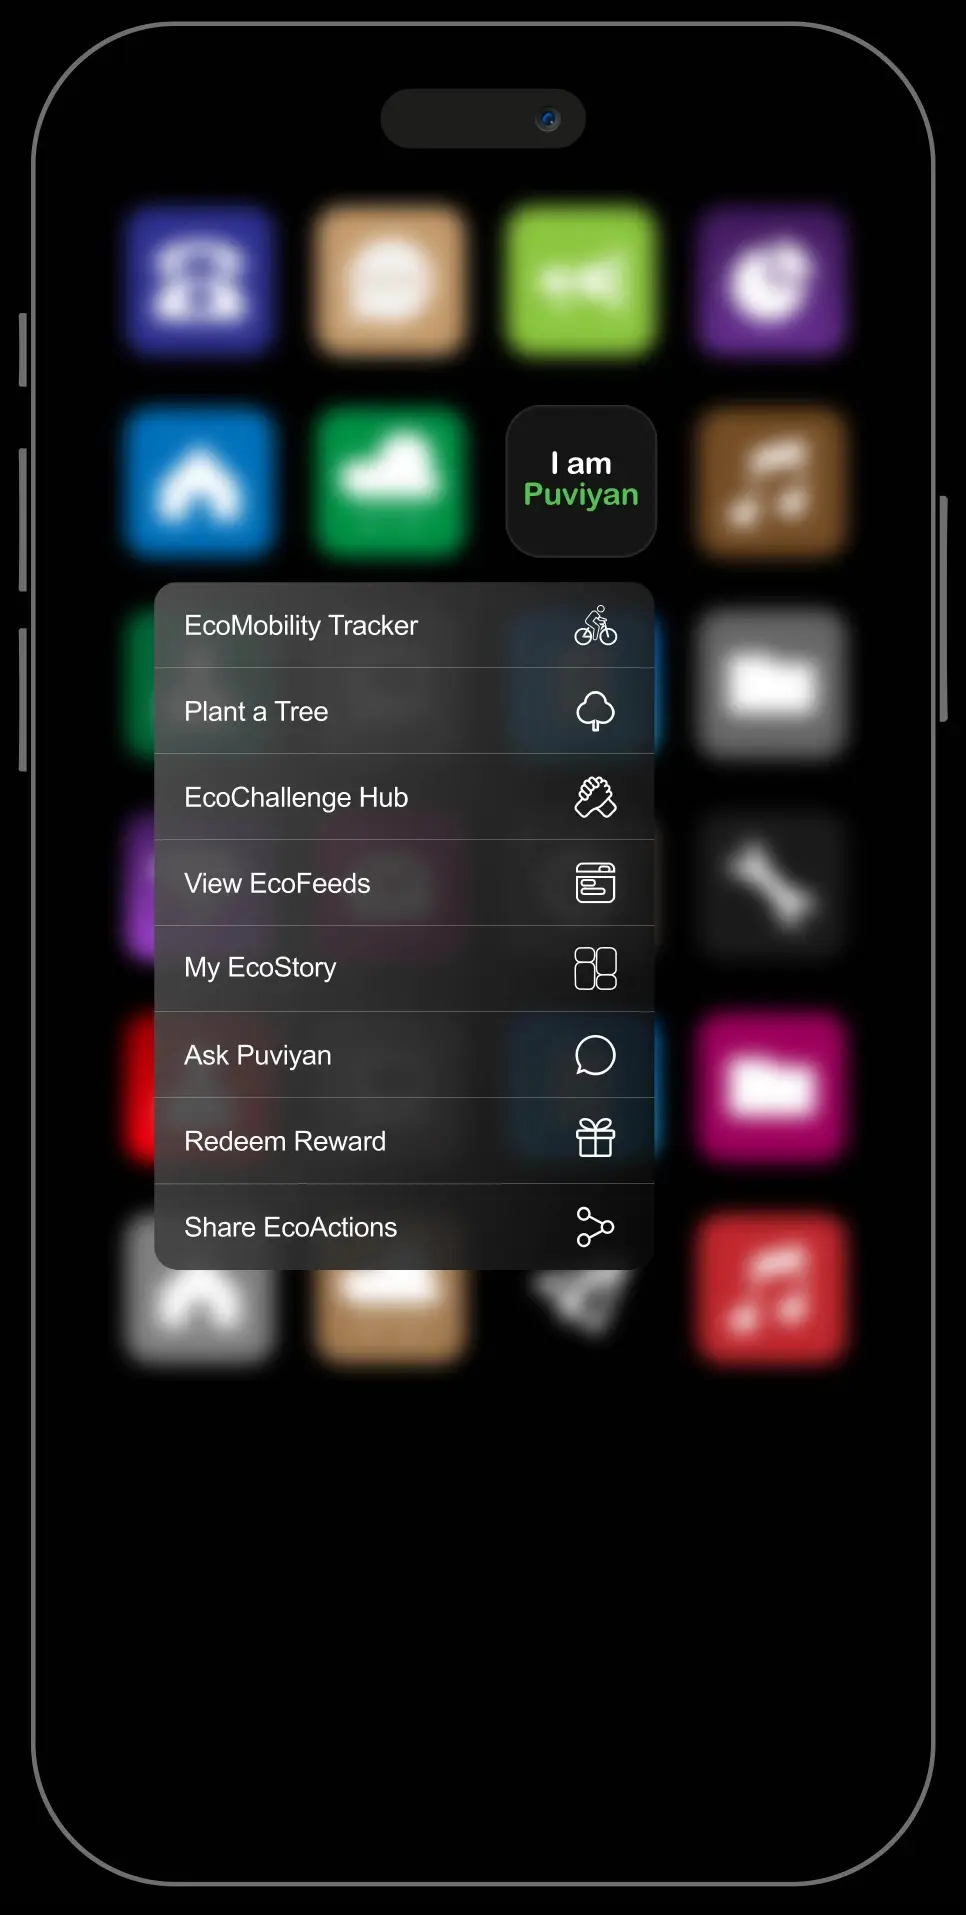 I am
Puviyan
EcoMobility Tracker
Plant a Tree
EcoChallenge Hub
View EcoFeeds
My EcoStory
Ask Puviyan
Redeem Reward
Share EcoActions